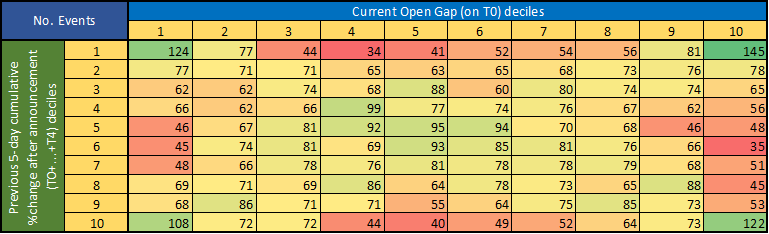 No. Events
Current Open Gap (on T0) deciles
1 2 3 4 5 6 7 8 9 10
Previous 5-day cumulative
%change after announcement
(T0+...+T4) deciles
1 124 77 44 34 41 52 54 56 81 145
2 77 71 71 65 63 65 68 73 76 78
3 62 62 74 68 88 60 80 74 74 65
4 66 62 66 99 77 74 76 67 62 56
5 46 67 81 92 95 94 70 68 46 48
6 45 74 81 69 93 85 81 76 66 35
7 48 66 78 76 81 78 78 79 68 51
8 69 71 69 86 64 78 73 65 88 45
9 68 86 71 71 55 64 75 85 73 53
10 108 72 72 44 40 49 52 64 73 122